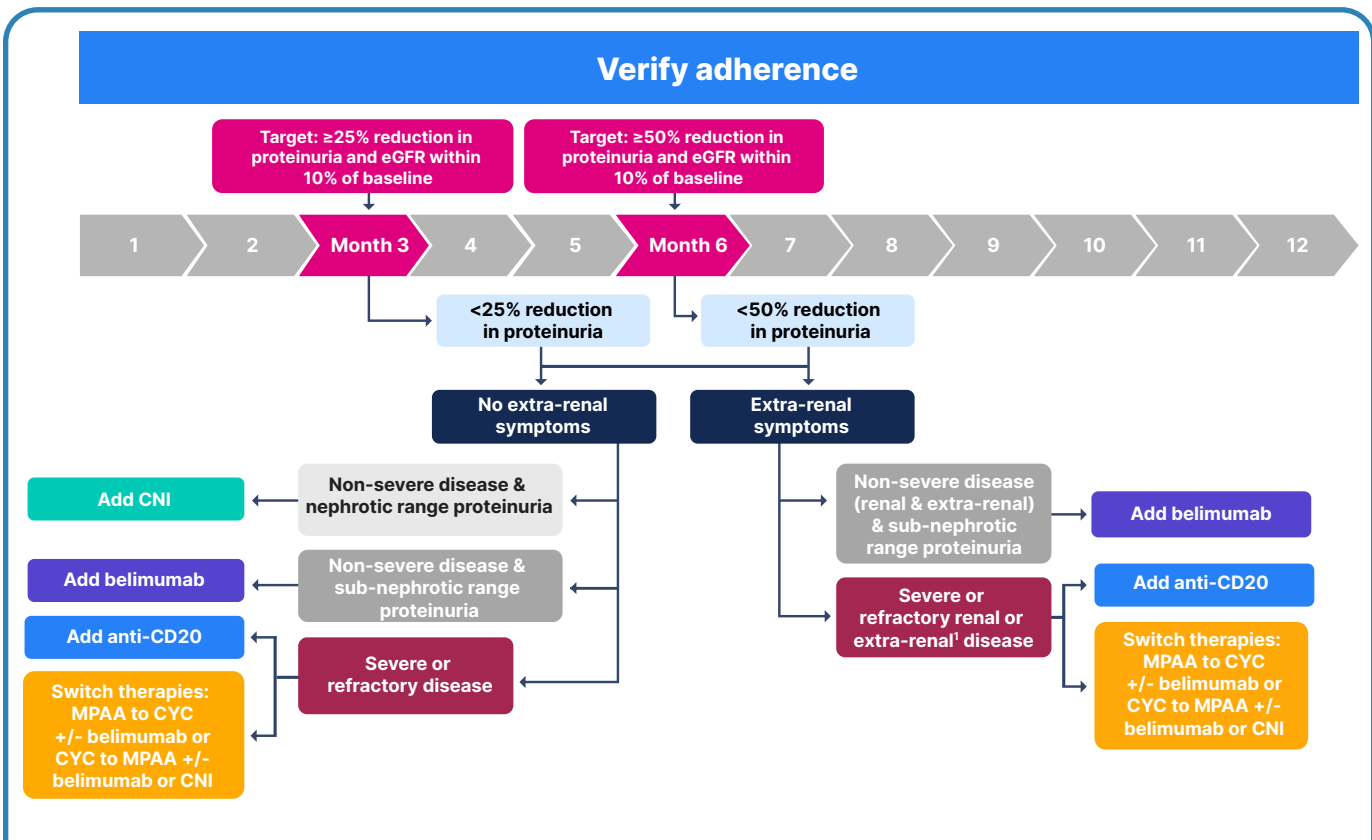 Verify adherence
Target: ≥25% reduction in
proteinuria and eGFR within
10% of baseline
Target: ≥50% reduction in
proteinuria and eGFR within
10% of baseline
1
2
Month 3
4
5
Month 6
7
8
9
10
11
12
<25% reduction
in proteinuria
<50% reduction
in proteinuria
No extra-renal
symptoms
Extra-renal
symptoms
Add CNI
Non-severe disease &
nephrotic range proteinuria
Add belimumab
Non-severe disease &
sub-nephrotic range
proteinuria
Add anti-CD20
Switch therapies:
MPAA to CYC
+/- belimumab or
CYC to MPAA +/-
belimumab or CNI
Severe or
refractory disease
Non-severe disease
(renal & extra-renal)
& sub-nephrotic
range proteinuria
Add belimumab
Severe or
refractory renal or
extra-renal¹ disease
Add anti-CD20
Switch therapies:
MPAA to CYC
+/- belimumab or
CYC to MPAA +/-
belimumab or CNI